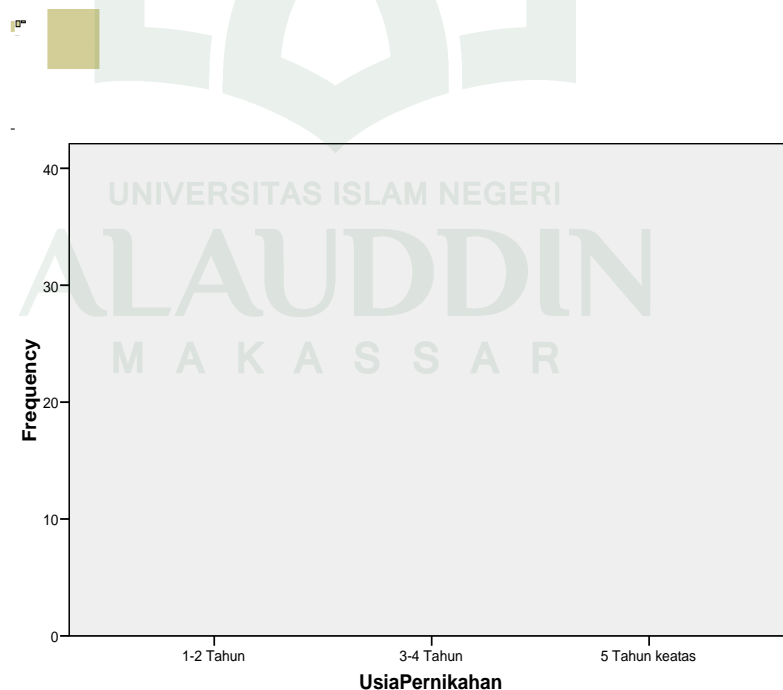 40
UNIVERSITAS ISLAM NEGERI
ALAUDDIN
30
MAKASSAR
Frequency
20
10
0
1-2 Tahun 3-4 Tahun 5 Tahun keatas
UsiaPernikahan